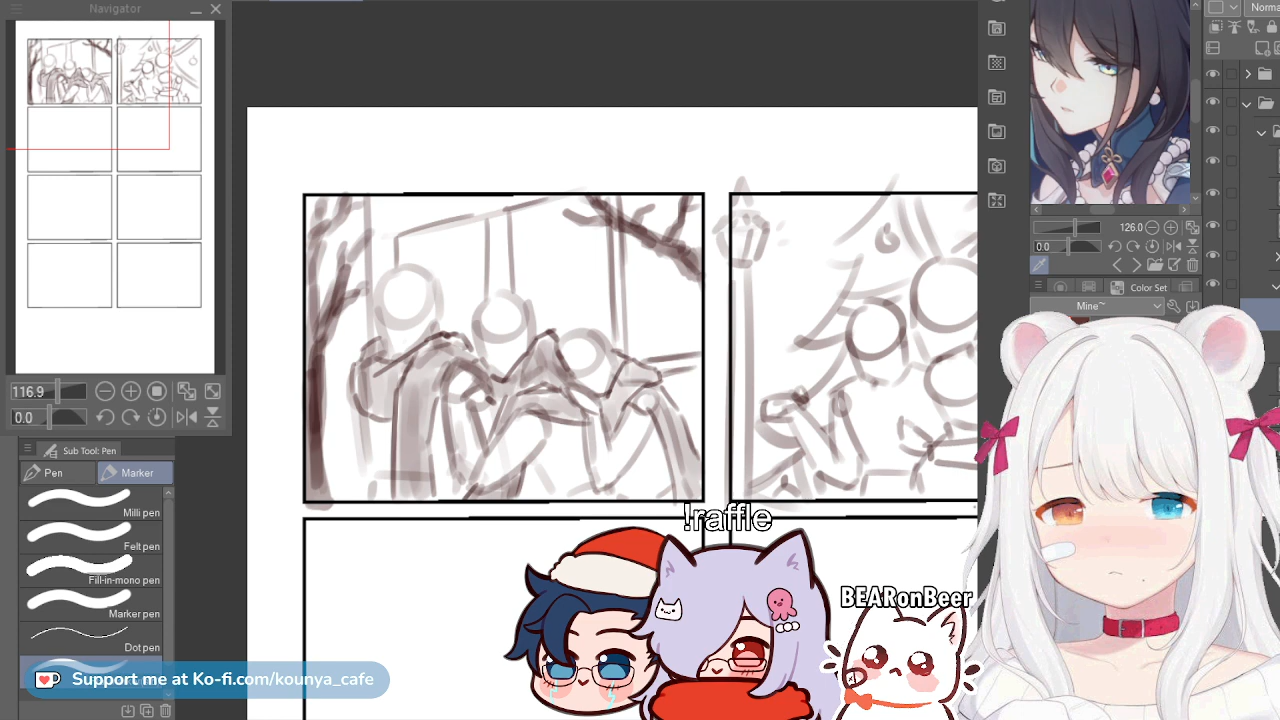 Navigator
Norma
116.9
0.0
126.0
0.0
Color Set
Mine~
Sub Tool: Pen
Pen
Marker
Milli pen
Felt pen
Fill-in-mono pen
Marker pen
Dot pen
!raffle
BEARonBeer
Support me at Ko-fi.com/kounya_cafe